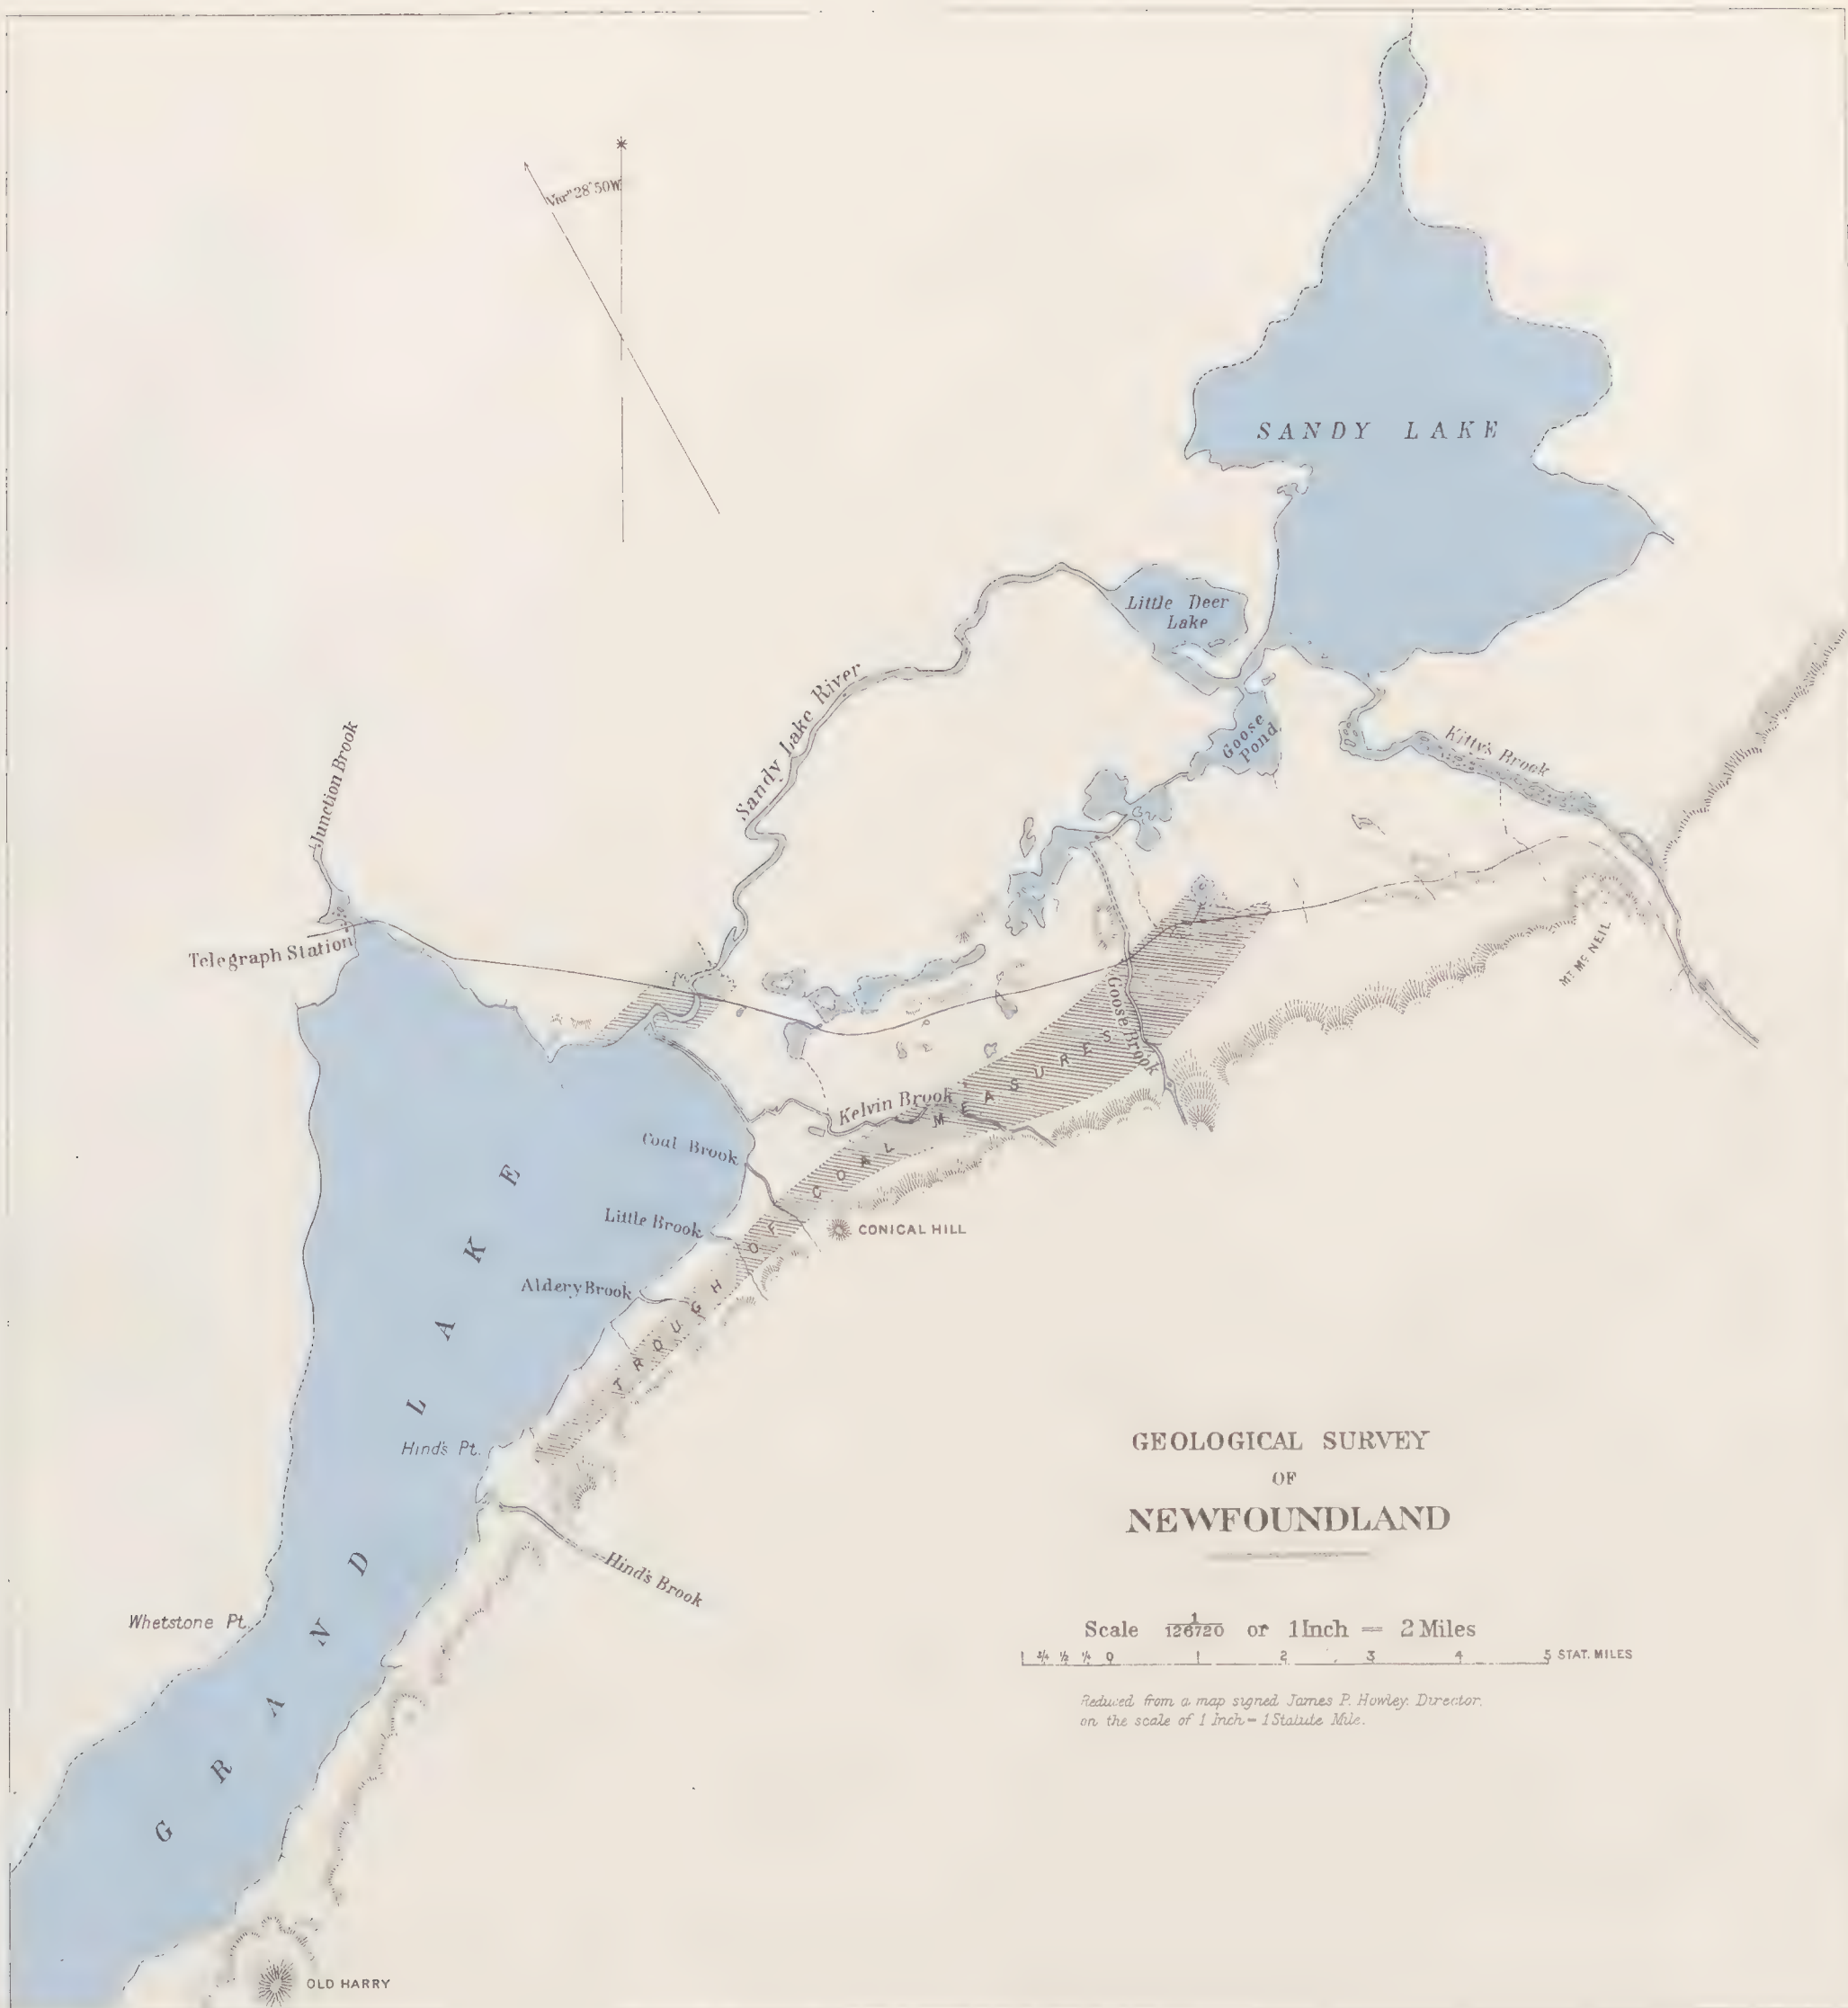 Var.ⁿ 28°50W
SANDY LAKE
Little Deer
Lake
Sandy Lake River
Goose
Pond
Kitty's Brook
Junction Brook
Telegraph Station
MT. Mc NEIL
Goose Brook
Kelvin Brook
Coal Brook
TROUGH OF COAL MEASURES
Little Brook
CONICAL HILL
Aldery Brook
GRAND LAKE
Hind's Pt.
Hind's Brook
Whetstone Pt.
OLD HARRY
GEOLOGICAL SURVEY
OF
NEWFOUNDLAND
Scale 1/126720 or 1 Inch = 2 Miles
1 3/4 1/2 1/4 0 1 2 3 4 5 STAT. MILES
Reduced from a map signed James P. Howley. Director.
on the scale of 1 Inch = 1 Statute Mile.